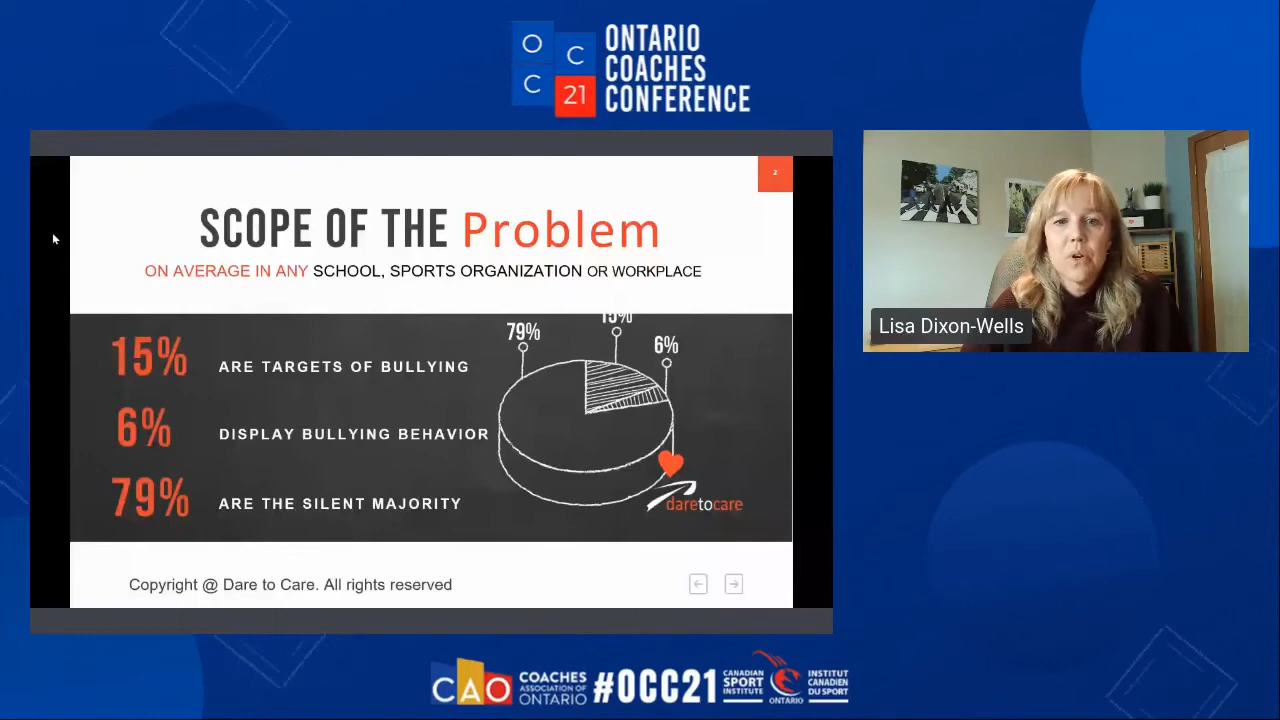 O
C
C
21
ONTARIO
COACHES
CONFERENCE
2
SCOPE OF THE Problem
ON AVERAGE IN ANY SCHOOL, SPORTS ORGANIZATION OR WORKPLACE
79%
15%
6%
15% ARE TARGETS OF BULLYING
6% DISPLAY BULLYING BEHAVIOR
79% ARE THE SILENT MAJORITY
daretocare
Copyright @ Dare to Care. All rights reserved
Lisa Dixon-Wells
CAO
COACHES
ASSOCIATION OF
ONTARIO
#OCC21
CANADIAN
SPORT
INSTITUTE
ONTARIO
INSTITUT
CANADIEN
DU SPORT